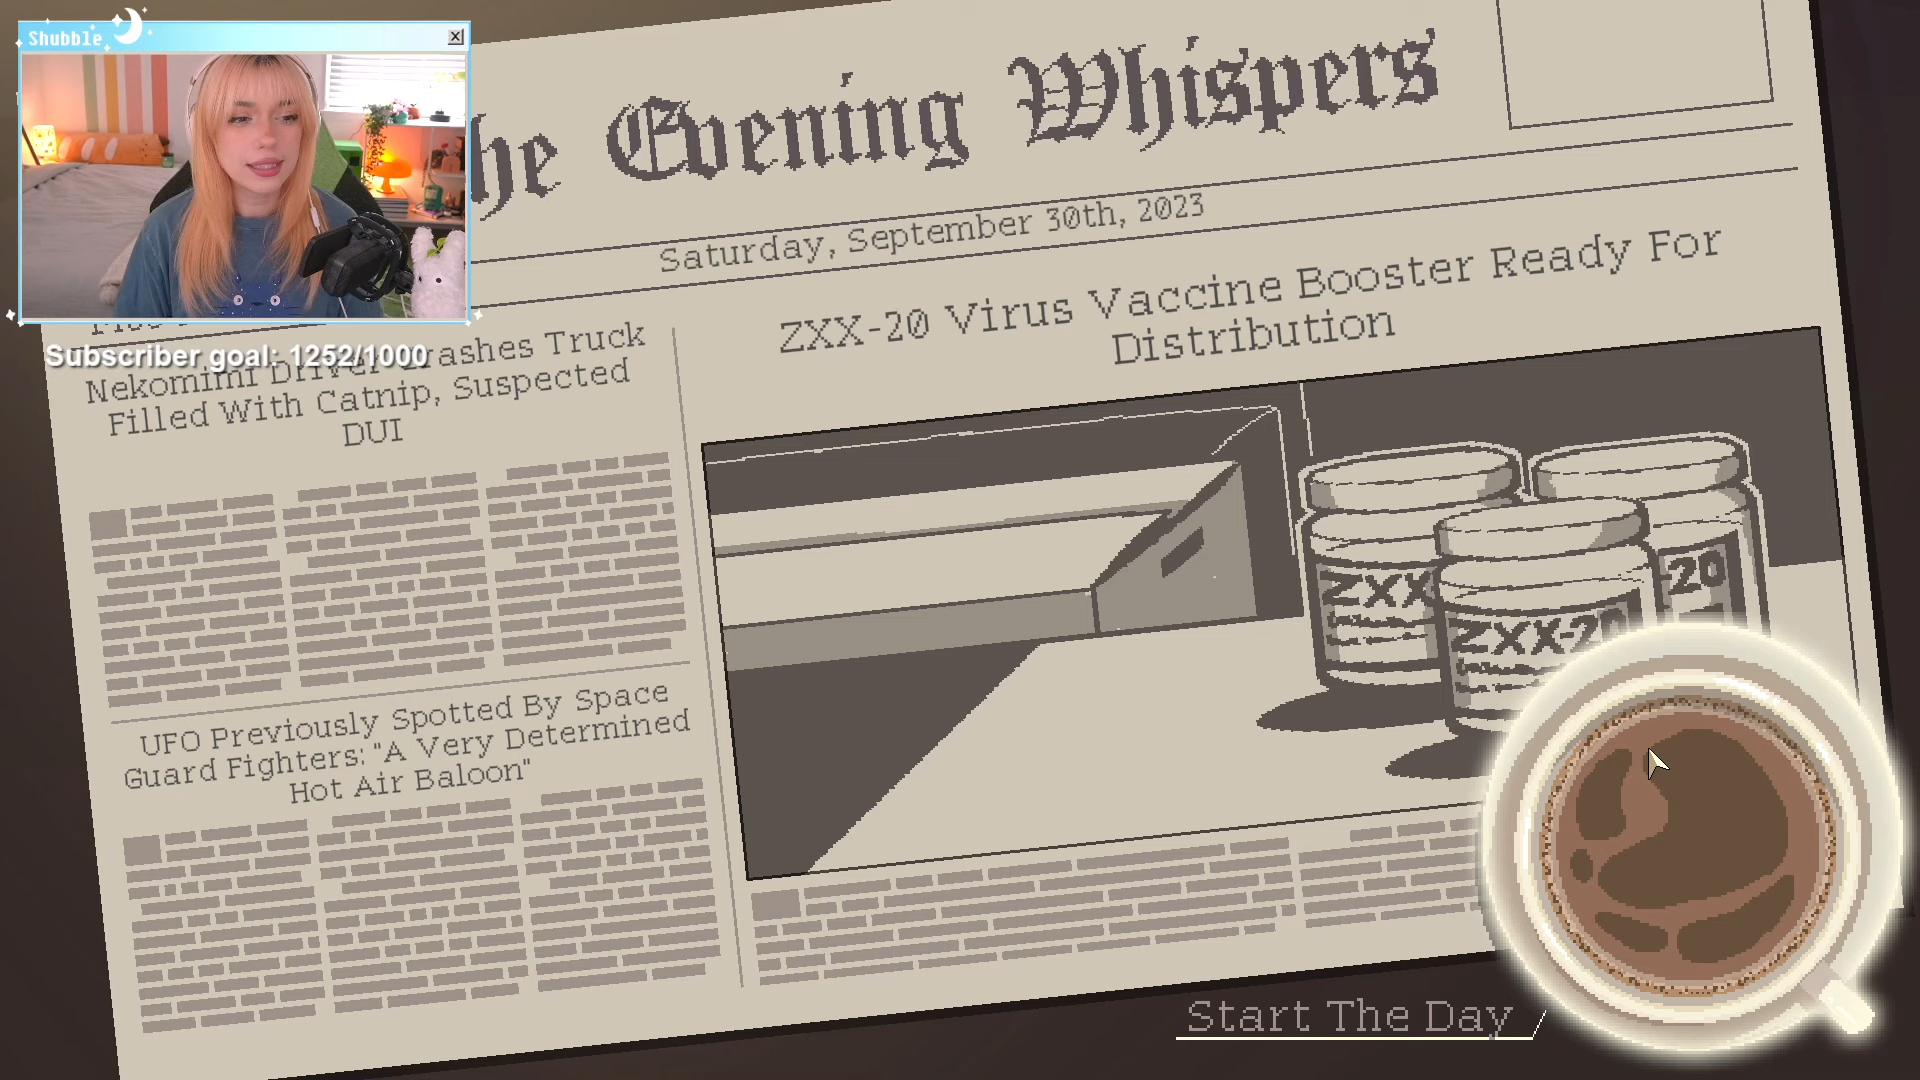 Shubble
he Evening Whispers
Saturday, September 30th, 2023
Subscriber goal: 1252/1000
Nekomimi Driver Crashes Truck
Filled With Catnip, Suspected
DUI
ZXX-20 Virus Vaccine Booster Ready For
Distribution
ZXX
-20
ZXX-20
UFO Previously Spotted By Space
Guard Fighters: "A Very Determined
Hot Air Baloon"
Start The Day